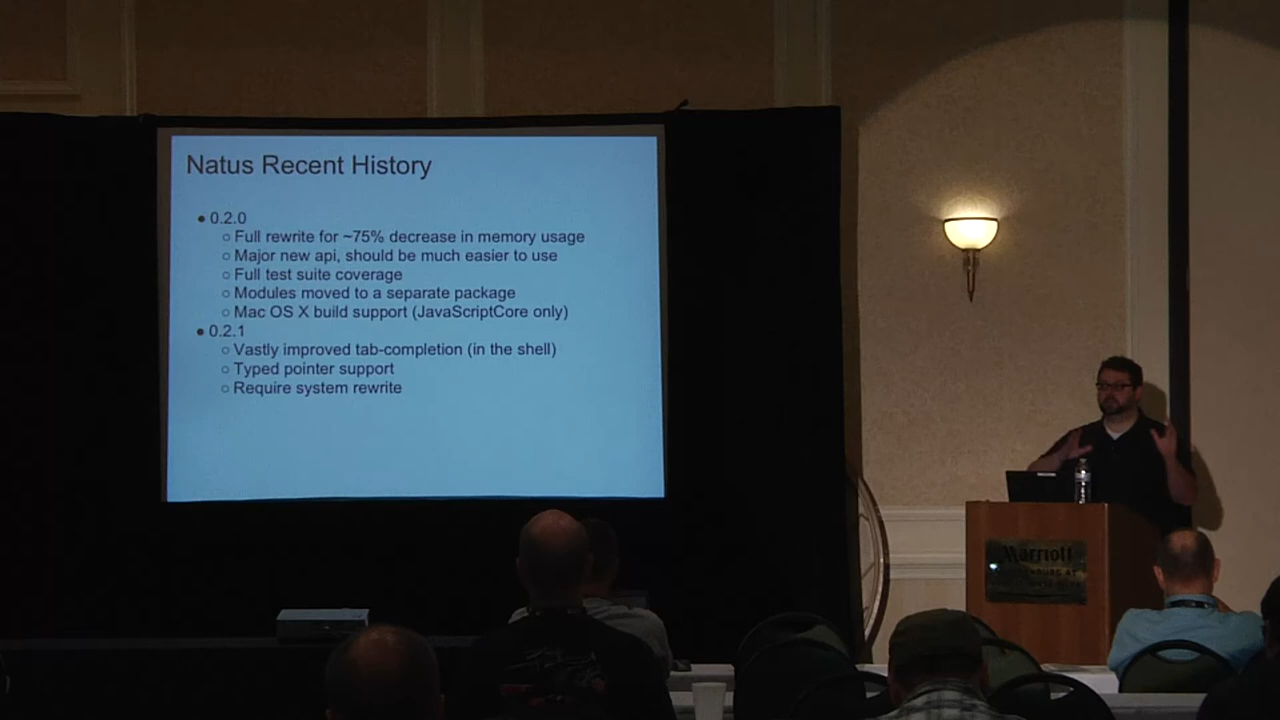 Natus Recent History
● 0.2.0
○ Full rewrite for ~75% decrease in memory usage
○ Major new api, should be much easier to use
○ Full test suite coverage
○ Modules moved to a separate package
○ Mac OS X build support (JavaScriptCore only)
● 0.2.1
○ Vastly improved tab-completion (in the shell)
○ Typed pointer support
○ Require system rewrite
Marriott